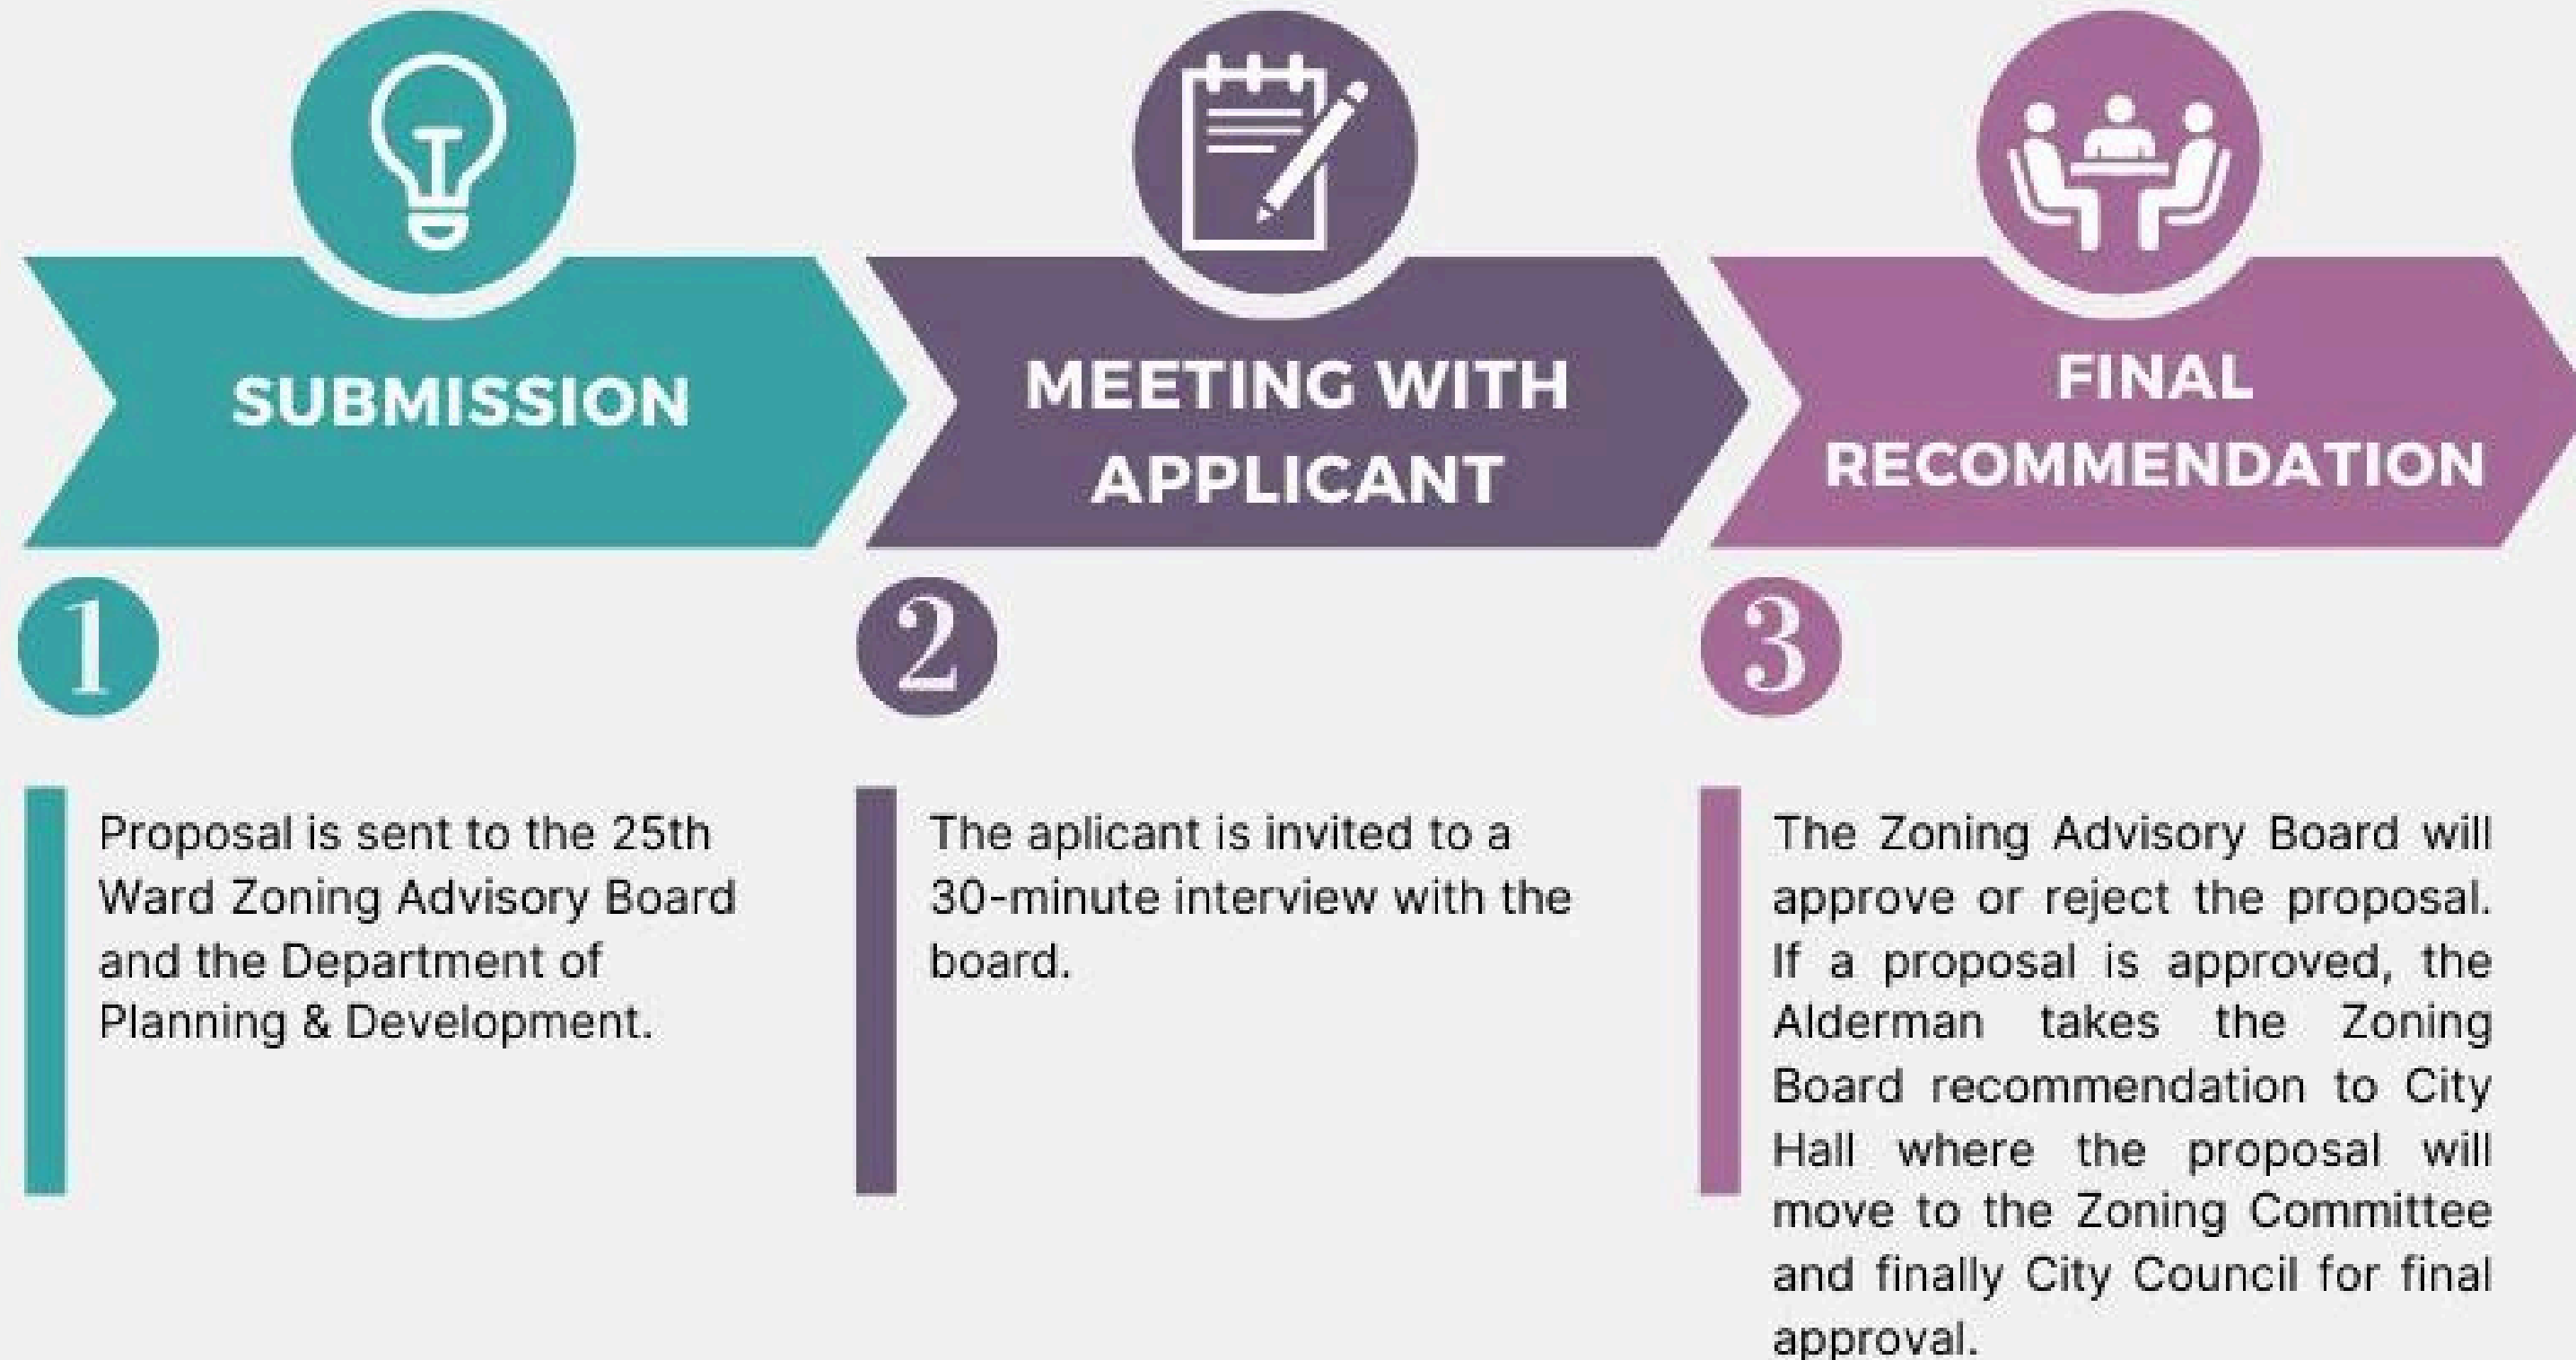 SUBMISSION
MEETING WITH
APPLICANT
FINAL
RECOMMENDATION
1
Proposal is sent to the 25th
Ward Zoning Advisory Board
and the Department of
Planning & Development.
2
The aplicant is invited to a
30-minute interview with the
board.
3
The Zoning Advisory Board will
approve or reject the proposal.
If a proposal is approved, the
Alderman takes the Zoning
Board recommendation to City
Hall where the proposal will
move to the Zoning Committee
and finally City Council for final
approval.